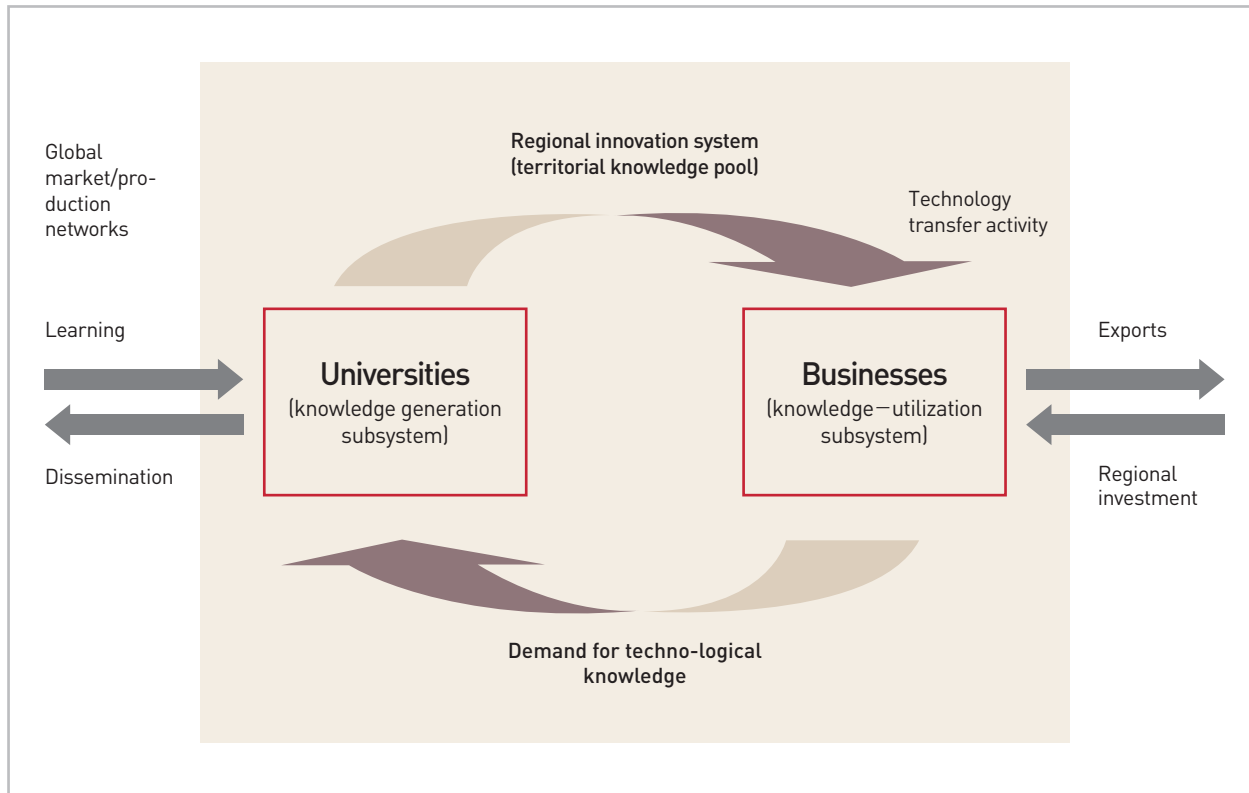 Regional innovation system
(territorial knowledge pool)
Global
market/pro-
duction
networks
Technology
transfer activity
Learning
Dissemination
Universities
(knowledge generation
subsystem)
Businesses
(knowledge—utilization
subsystem)
Exports
Regional
investment
Demand for techno-logical
knowledge